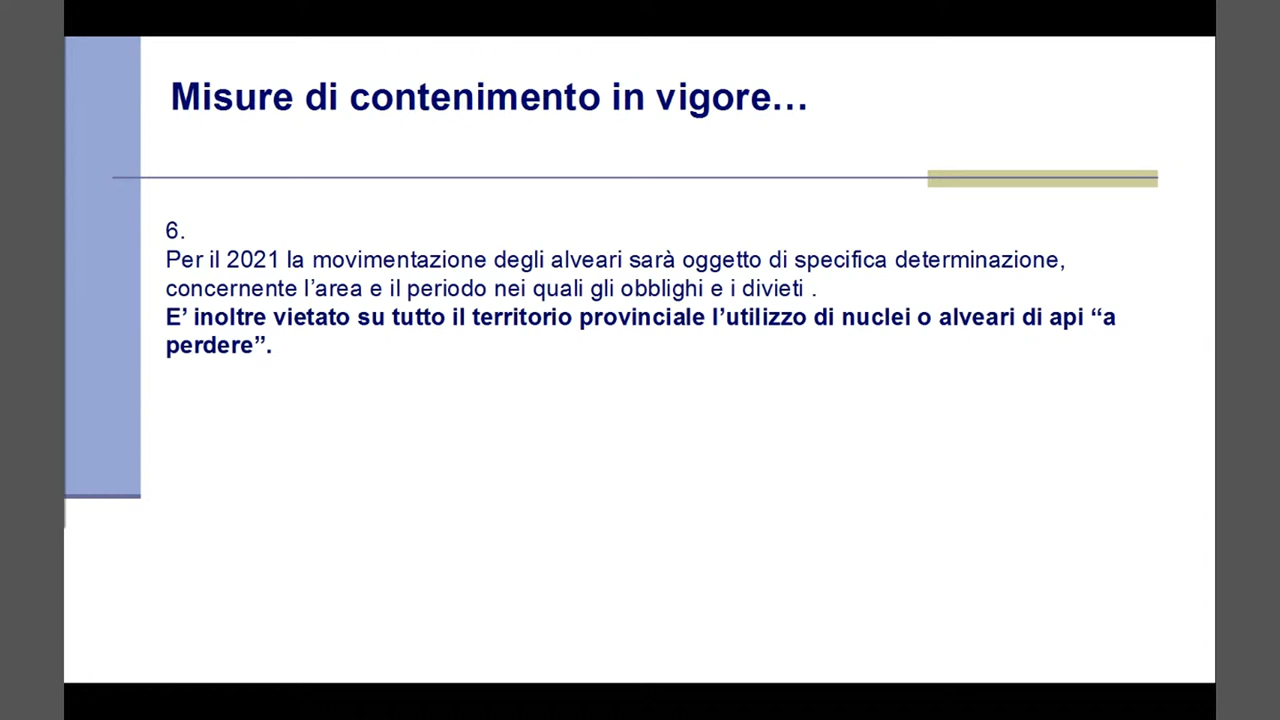 Misure di contenimento in vigore…
6.
Per il 2021 la movimentazione degli alveari sarà oggetto di specifica determinazione,
concernente l’area e il periodo nei quali gli obblighi e i divieti .
E’ inoltre vietato su tutto il territorio provinciale l’utilizzo di nuclei o alveari di api “a
perdere”.